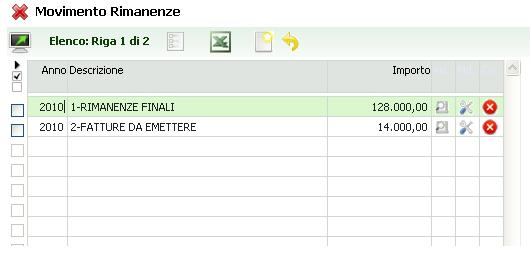 Movimento Rimanenze
Elenco: Riga 1 di 2
Anno Descrizione Importo
2010 1-RIMANENZE FINALI 128.000,00
2010 2-FATTURE DA EMETTERE 14.000,00